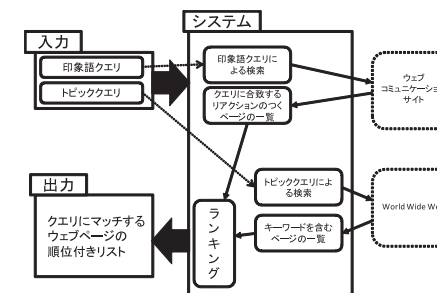 システム
入力
印象語クエリ
トピッククエリ
印象語クエリに
よる検索
クエリに合致する
リアクションのつく
ページの一覧
ウェブ
コミュニケーショ
サイト
出力
クエリにマッチする
ウェブページの
順位付きリスト
ランキング
トピッククエリによ
る検索
キーワードを含む
ページの一覧
World Wide We